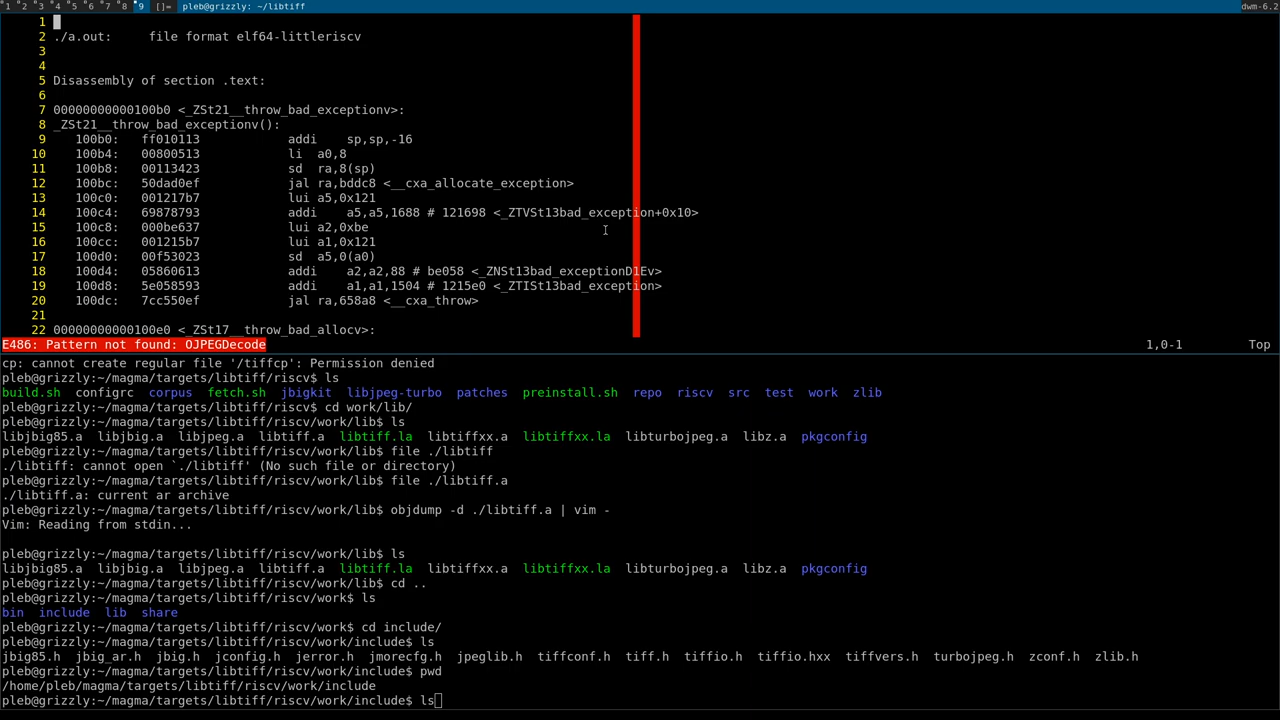 1 2 3 4 5 6 7 8 9 []= pleb@grizzly: ~/libtiff dwm-6.2
1
2 ./a.out:     file format elf64-littleriscv
3
4
5 Disassembly of section .text:
6
7 00000000000100b0 <_ZSt21__throw_bad_exceptionv>:
8 _ZSt21__throw_bad_exceptionv():
9    100b0:   ff010113            addi    sp,sp,-16
10    100b4:   00800513            li  a0,8
11    100b8:   00113423            sd  ra,8(sp)
12    100bc:   50dad0ef            jal ra,bddc8 <__cxa_allocate_exception>
13    100c0:   001217b7            lui a5,0x121
14    100c4:   69878793            addi    a5,a5,1688 # 121698 <_ZTVSt13bad_exception+0x10>
15    100c8:   000be637            lui a2,0xbe
16    100cc:   001215b7            lui a1,0x121
17    100d0:   00f53023            sd  a5,0(a0)
18    100d4:   05860613            addi    a2,a2,88 # be058 <_ZNSt13bad_exceptionD1Ev>
19    100d8:   5e058593            addi    a1,a1,1504 # 1215e0 <_ZTISt13bad_exception>
20    100dc:   7cc550ef            jal ra,658a8 <__cxa_throw>
21
22 00000000000100e0 <_ZSt17__throw_bad_allocv>:
E486: Pattern not found: OJPEGDecode 1,0-1 Top
cp: cannot create regular file '/tiffcp': Permission denied
pleb@grizzly:~/magma/targets/libtiff/riscv$ ls
build.sh  configrc  corpus  fetch.sh  jbigkit  libjpeg-turbo  patches  preinstall.sh  repo  riscv  src  test  work  zlib
pleb@grizzly:~/magma/targets/libtiff/riscv$ cd work/lib/
pleb@grizzly:~/magma/targets/libtiff/riscv/work/lib$ ls
libjbig85.a  libjbig.a  libjpeg.a  libtiff.a  libtiff.la  libtiffxx.a  libtiffxx.la  libturbojpeg.a  libz.a  pkgconfig
pleb@grizzly:~/magma/targets/libtiff/riscv/work/lib$ file ./libtiff
./libtiff: cannot open `./libtiff' (No such file or directory)
pleb@grizzly:~/magma/targets/libtiff/riscv/work/lib$ file ./libtiff.a
./libtiff.a: current ar archive
pleb@grizzly:~/magma/targets/libtiff/riscv/work/lib$ objdump -d ./libtiff.a | vim -
Vim: Reading from stdin...
pleb@grizzly:~/magma/targets/libtiff/riscv/work/lib$ ls
libjbig85.a  libjbig.a  libjpeg.a  libtiff.a  libtiff.la  libtiffxx.a  libtiffxx.la  libturbojpeg.a  libz.a  pkgconfig
pleb@grizzly:~/magma/targets/libtiff/riscv/work/lib$ cd ..
pleb@grizzly:~/magma/targets/libtiff/riscv/work$ ls
bin  include  lib  share
pleb@grizzly:~/magma/targets/libtiff/riscv/work$ cd include/
pleb@grizzly:~/magma/targets/libtiff/riscv/work/include$ ls
jbig85.h  jbig_ar.h  jbig.h  jconfig.h  jerror.h  jmorecfg.h  jpeglib.h  tiffconf.h  tiff.h  tiffio.h  tiffio.hxx  tiffvers.h  turbojpeg.h  zconf.h  zlib.h
pleb@grizzly:~/magma/targets/libtiff/riscv/work/include$ pwd
/home/pleb/magma/targets/libtiff/riscv/work/include
pleb@grizzly:~/magma/targets/libtiff/riscv/work/include$ ls